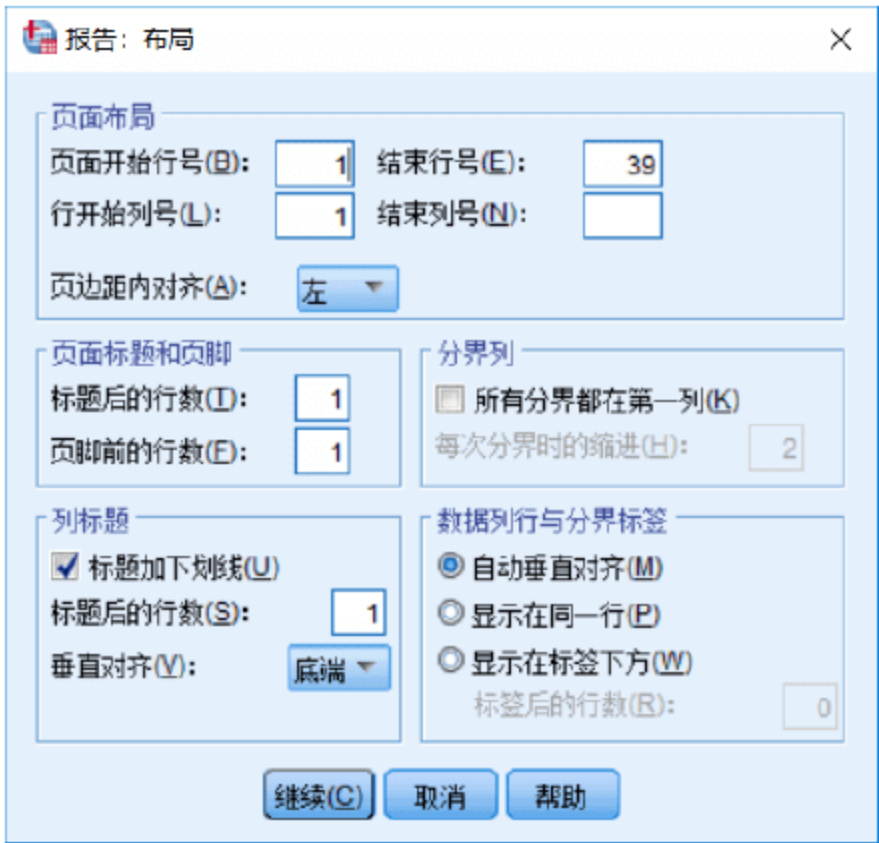 报告：布局
页面布局
页面开始行号(B)： 1 结束行号(E)： 39
行开始列号(L)： 1 结束列号(N)：
页边距内对齐(A)： 左
页面标题和页脚
标题后的行数(T)： 1
页脚前的行数(F)： 1
分界列
所有分界都在第一列(K)
每次分界时的缩进(H)： 2
列标题
标题加下划线(U)
标题后的行数(S)： 1
垂直对齐(V)： 底端
数据列行与分界标签
自动垂直对齐(M)
显示在同一行(P)
显示在标签下方(W)
标签后的行数(R)： 0
继续(C) 取消 帮助